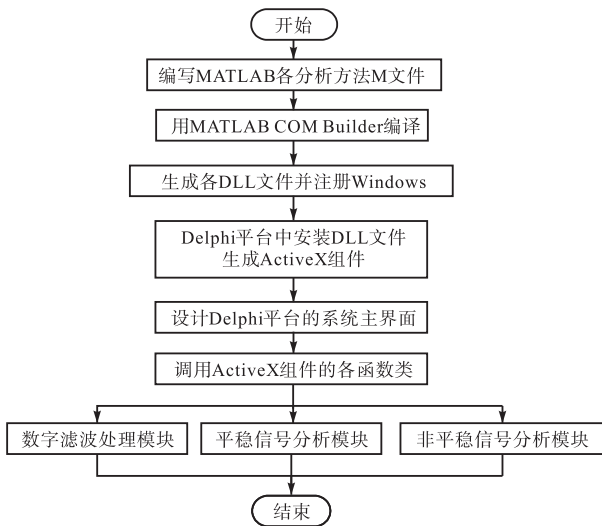 开始
编写MATLAB各分析方法M文件
用MATLAB COM Builder编译
生成各DLL文件并注册Windows
Delphi平台中安装DLL文件
生成ActiveX组件
设计Delphi平台的系统主界面
调用ActiveX组件的各函数类
数字滤波处理模块
平稳信号分析模块
非平稳信号分析模块
结束